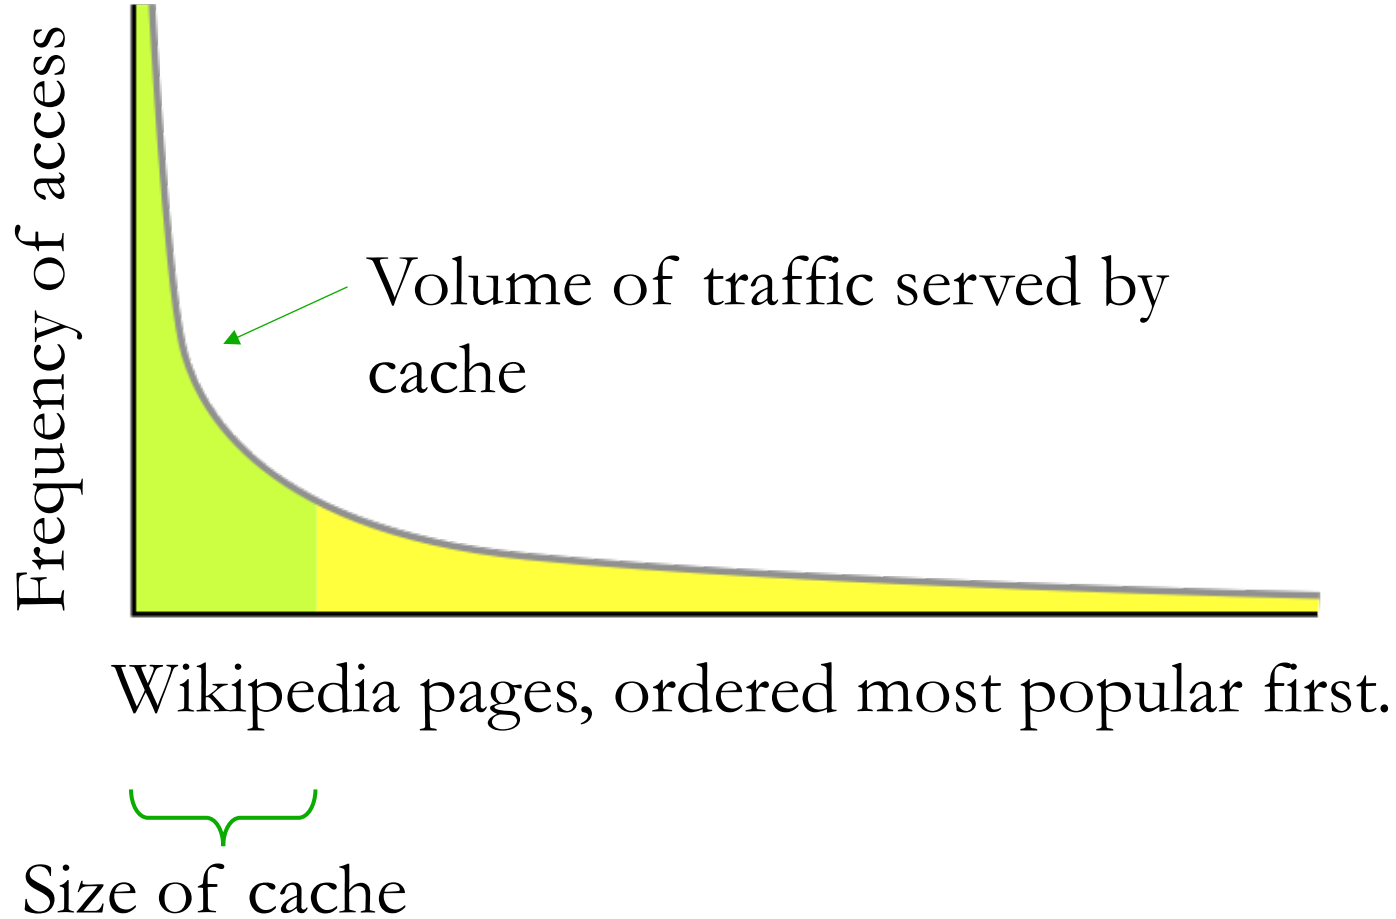 Frequency of access
Volume of traffic served by
cache
Wikipedia pages, ordered most popular first.
Size of cache